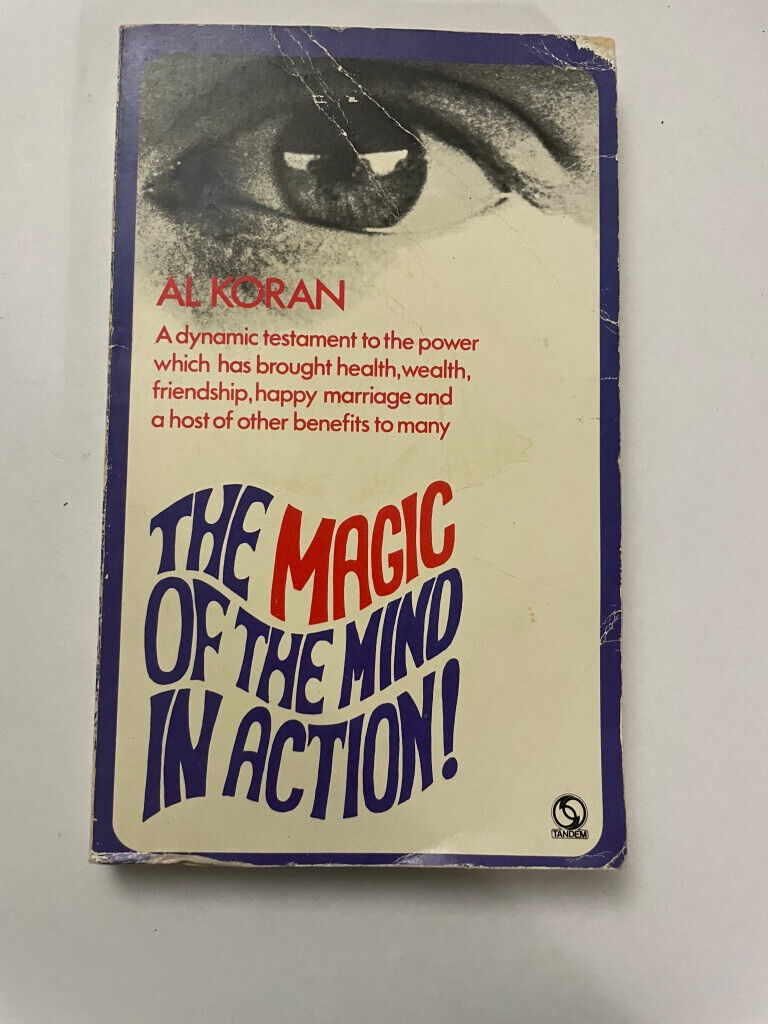 AL KORAN
A dynamic testament to the power
which has brought health, wealth,
friendship, happy marriage and
a host of other benefits to many
THE MAGIC
OF THE MIND
IN ACTION!
TANDEM